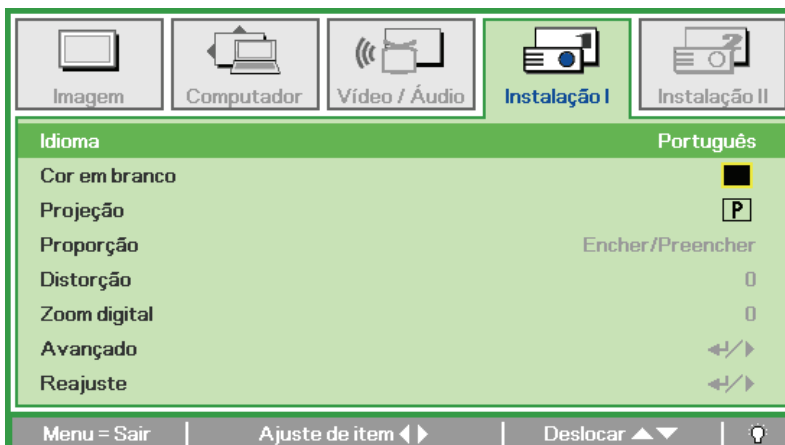 Imagem Computador Vídeo / Áudio Instalação I Instalação II
Idioma Português
Cor em branco
Projeção P
Proporção Encher/Preencher
Distorção 0
Zoom digital 0
Avançado
Reajuste
Menu = Sair Ajuste de item Deslocar